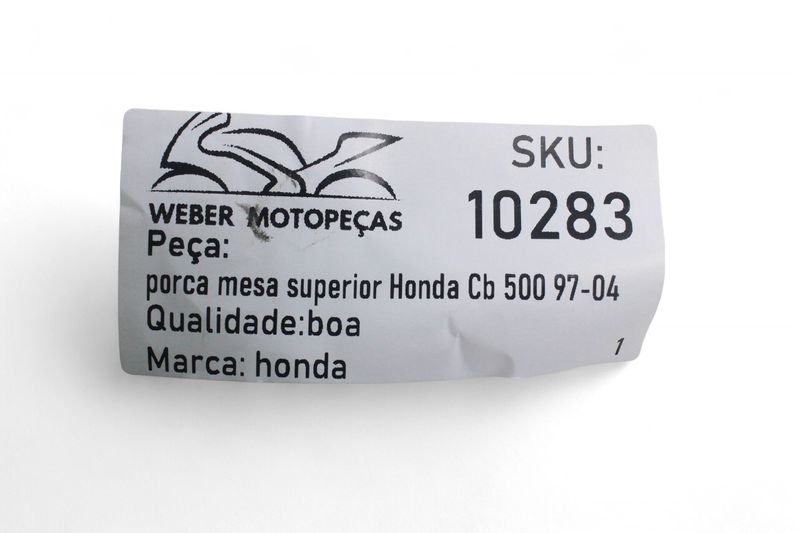 WEBER MOTOPEÇAS
SKU:
10283
Peça:
porca mesa superior Honda Cb 500 97-04
Qualidade:boa
Marca: honda
1